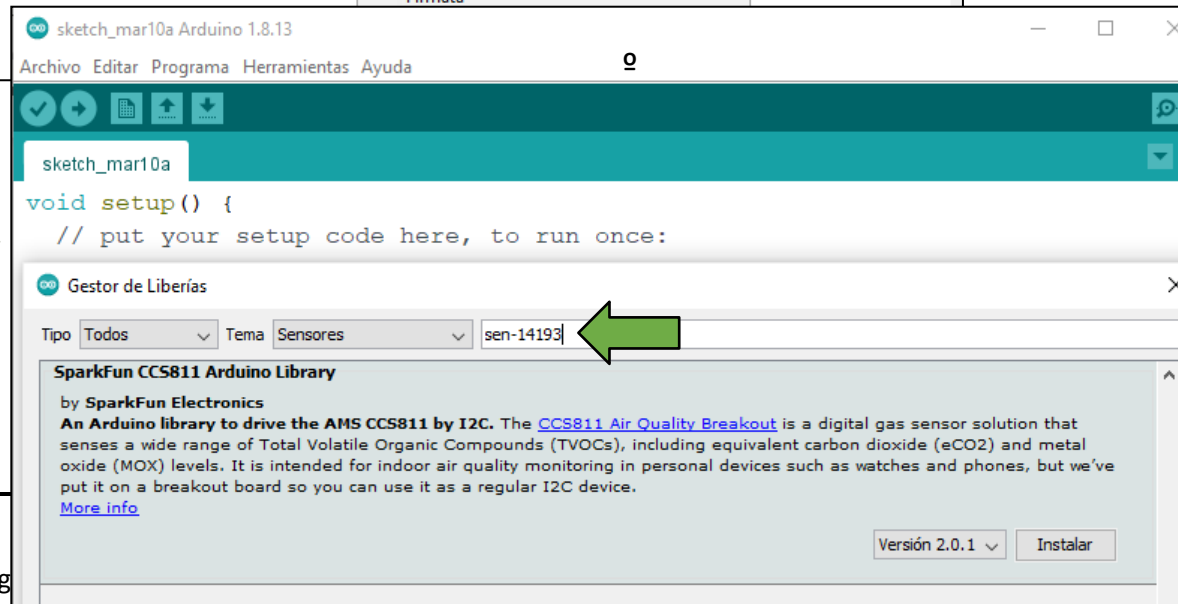 sketch_mar10a Arduino 1.8.13
Archivo Editar Programa Herramientas Ayuda
o
sketch_mar10a
void setup() {
// put your setup code here, to run once:
Gestor de Liberías
Tipo Todos Tema Sensores sen-14193
SparkFun CCS811 Arduino Library
by SparkFun Electronics
An Arduino library to drive the AMS CCS811 by I2C. The CCS811 Air Quality Breakout is a digital gas sensor solution that
senses a wide range of Total Volatile Organic Compounds (TVOCs), including equivalent carbon dioxide (eCO2) and metal
oxide (MOX) levels. It is intended for indoor air quality monitoring in personal devices such as watches and phones, but we've
put it on a breakout board so you can use it as a regular I2C device.
More info
Versión 2.0.1 Instalar
g